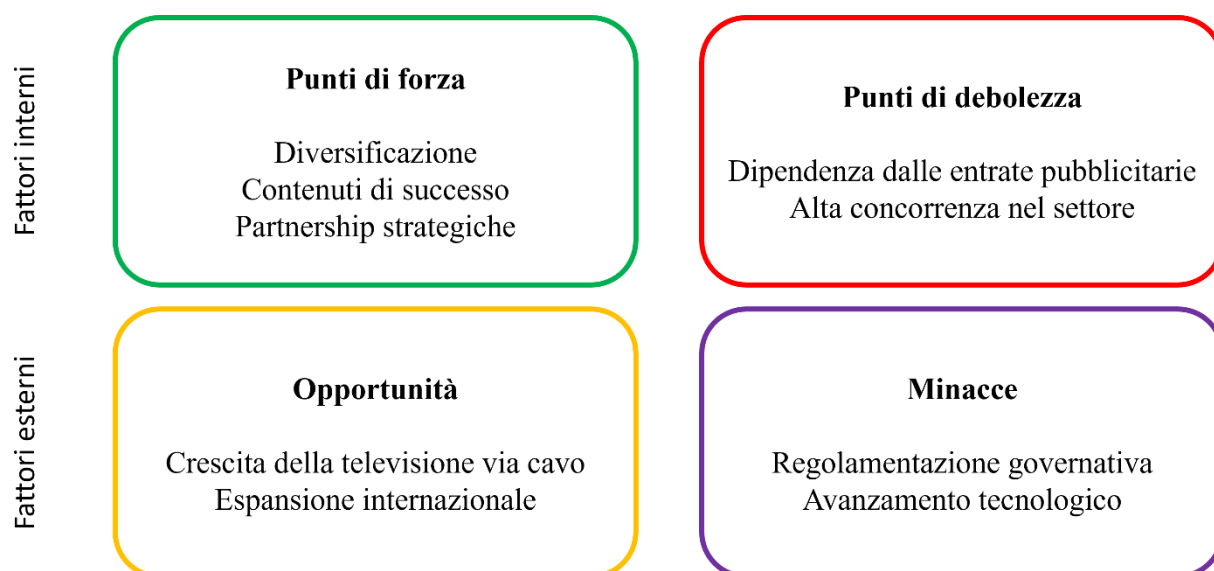 Fattori interni
Punti di forza
Diversificazione
Contenuti di successo
Partnership strategiche
Punti di debolezza
Dipendenza dalle entrate pubblicitarie
Alta concorrenza nel settore
Fattori esterni
Opportunità
Crescita della televisione via cavo
Espansione internazionale
Minacce
Regolamentazione governativa
Avanzamento tecnologico